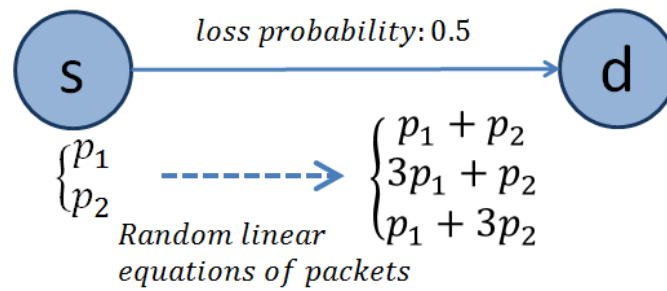 loss probability: 0.5
s
d
p₁
p₂
p₁ + p₂
3p₁ + p₂
p₁ + 3p₂
Random linear
equations of packets